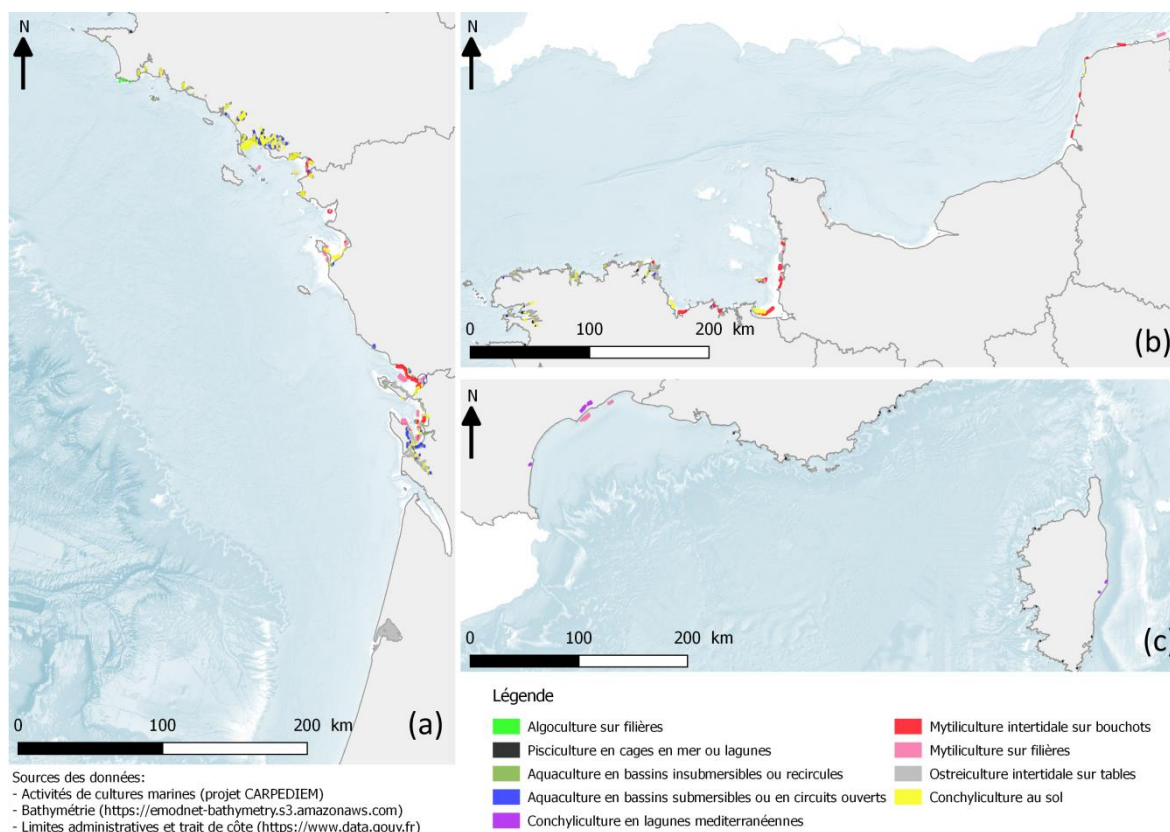 N
0 100 200 km
(a)
N
0 100 200 km
(b)
N
0 100 200 km
(c)
Légende
Algoculture sur filières
Pisciculture en cages en mer ou lagunes
Aquaculture en bassins insubmersibles ou recircules
Aquaculture en bassins submersibles ou en circuits ouverts
Conchyliculture en lagunes mediterranéennes
Mytiliculture intertidale sur bouchots
Mytiliculture sur filières
Ostreiculture intertidale sur tables
Conchyliculture au sol
Sources des données:
- Activités de cultures marines (projet CARPEDIEM)
- Bathymétrie (https://emodnet-bathymetry.s3.amazonaws.com)
- Limites administratives et trait de côte (https://www.data.gouv.fr)